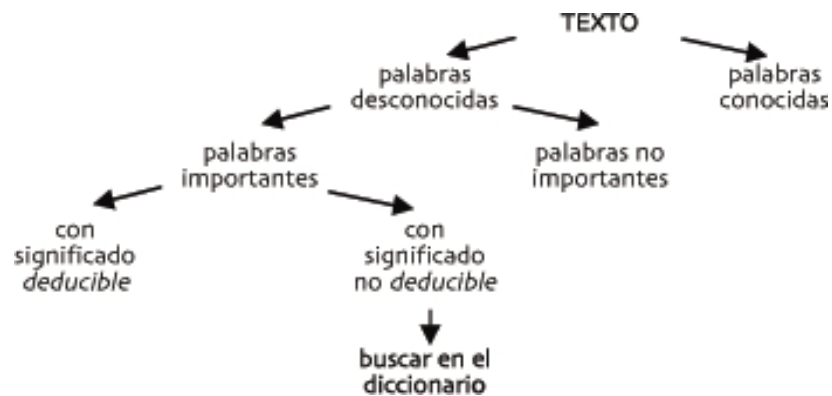 TEXTO
palabras
desconocidas
palabras
conocidas
palabras
importantes
palabras no
importantes
con
significado
deducible
con
significado
no deducible
buscar en el
diccionario